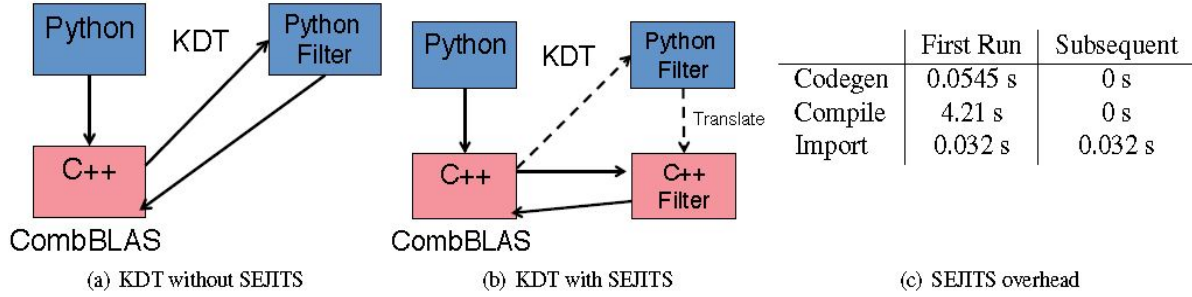 Python
KDT
Python
Filter
C++
CombBLAS
(a) KDT without SEJITS
Python
KDT
Python
Filter
Translate
C++
C++
Filter
CombBLAS
(b) KDT with SEJITS
First Run Subsequent
Codegen 0.0545 s 0 s
Compile 4.21 s 0 s
Import 0.032 s 0.032 s
(c) SEJITS overhead